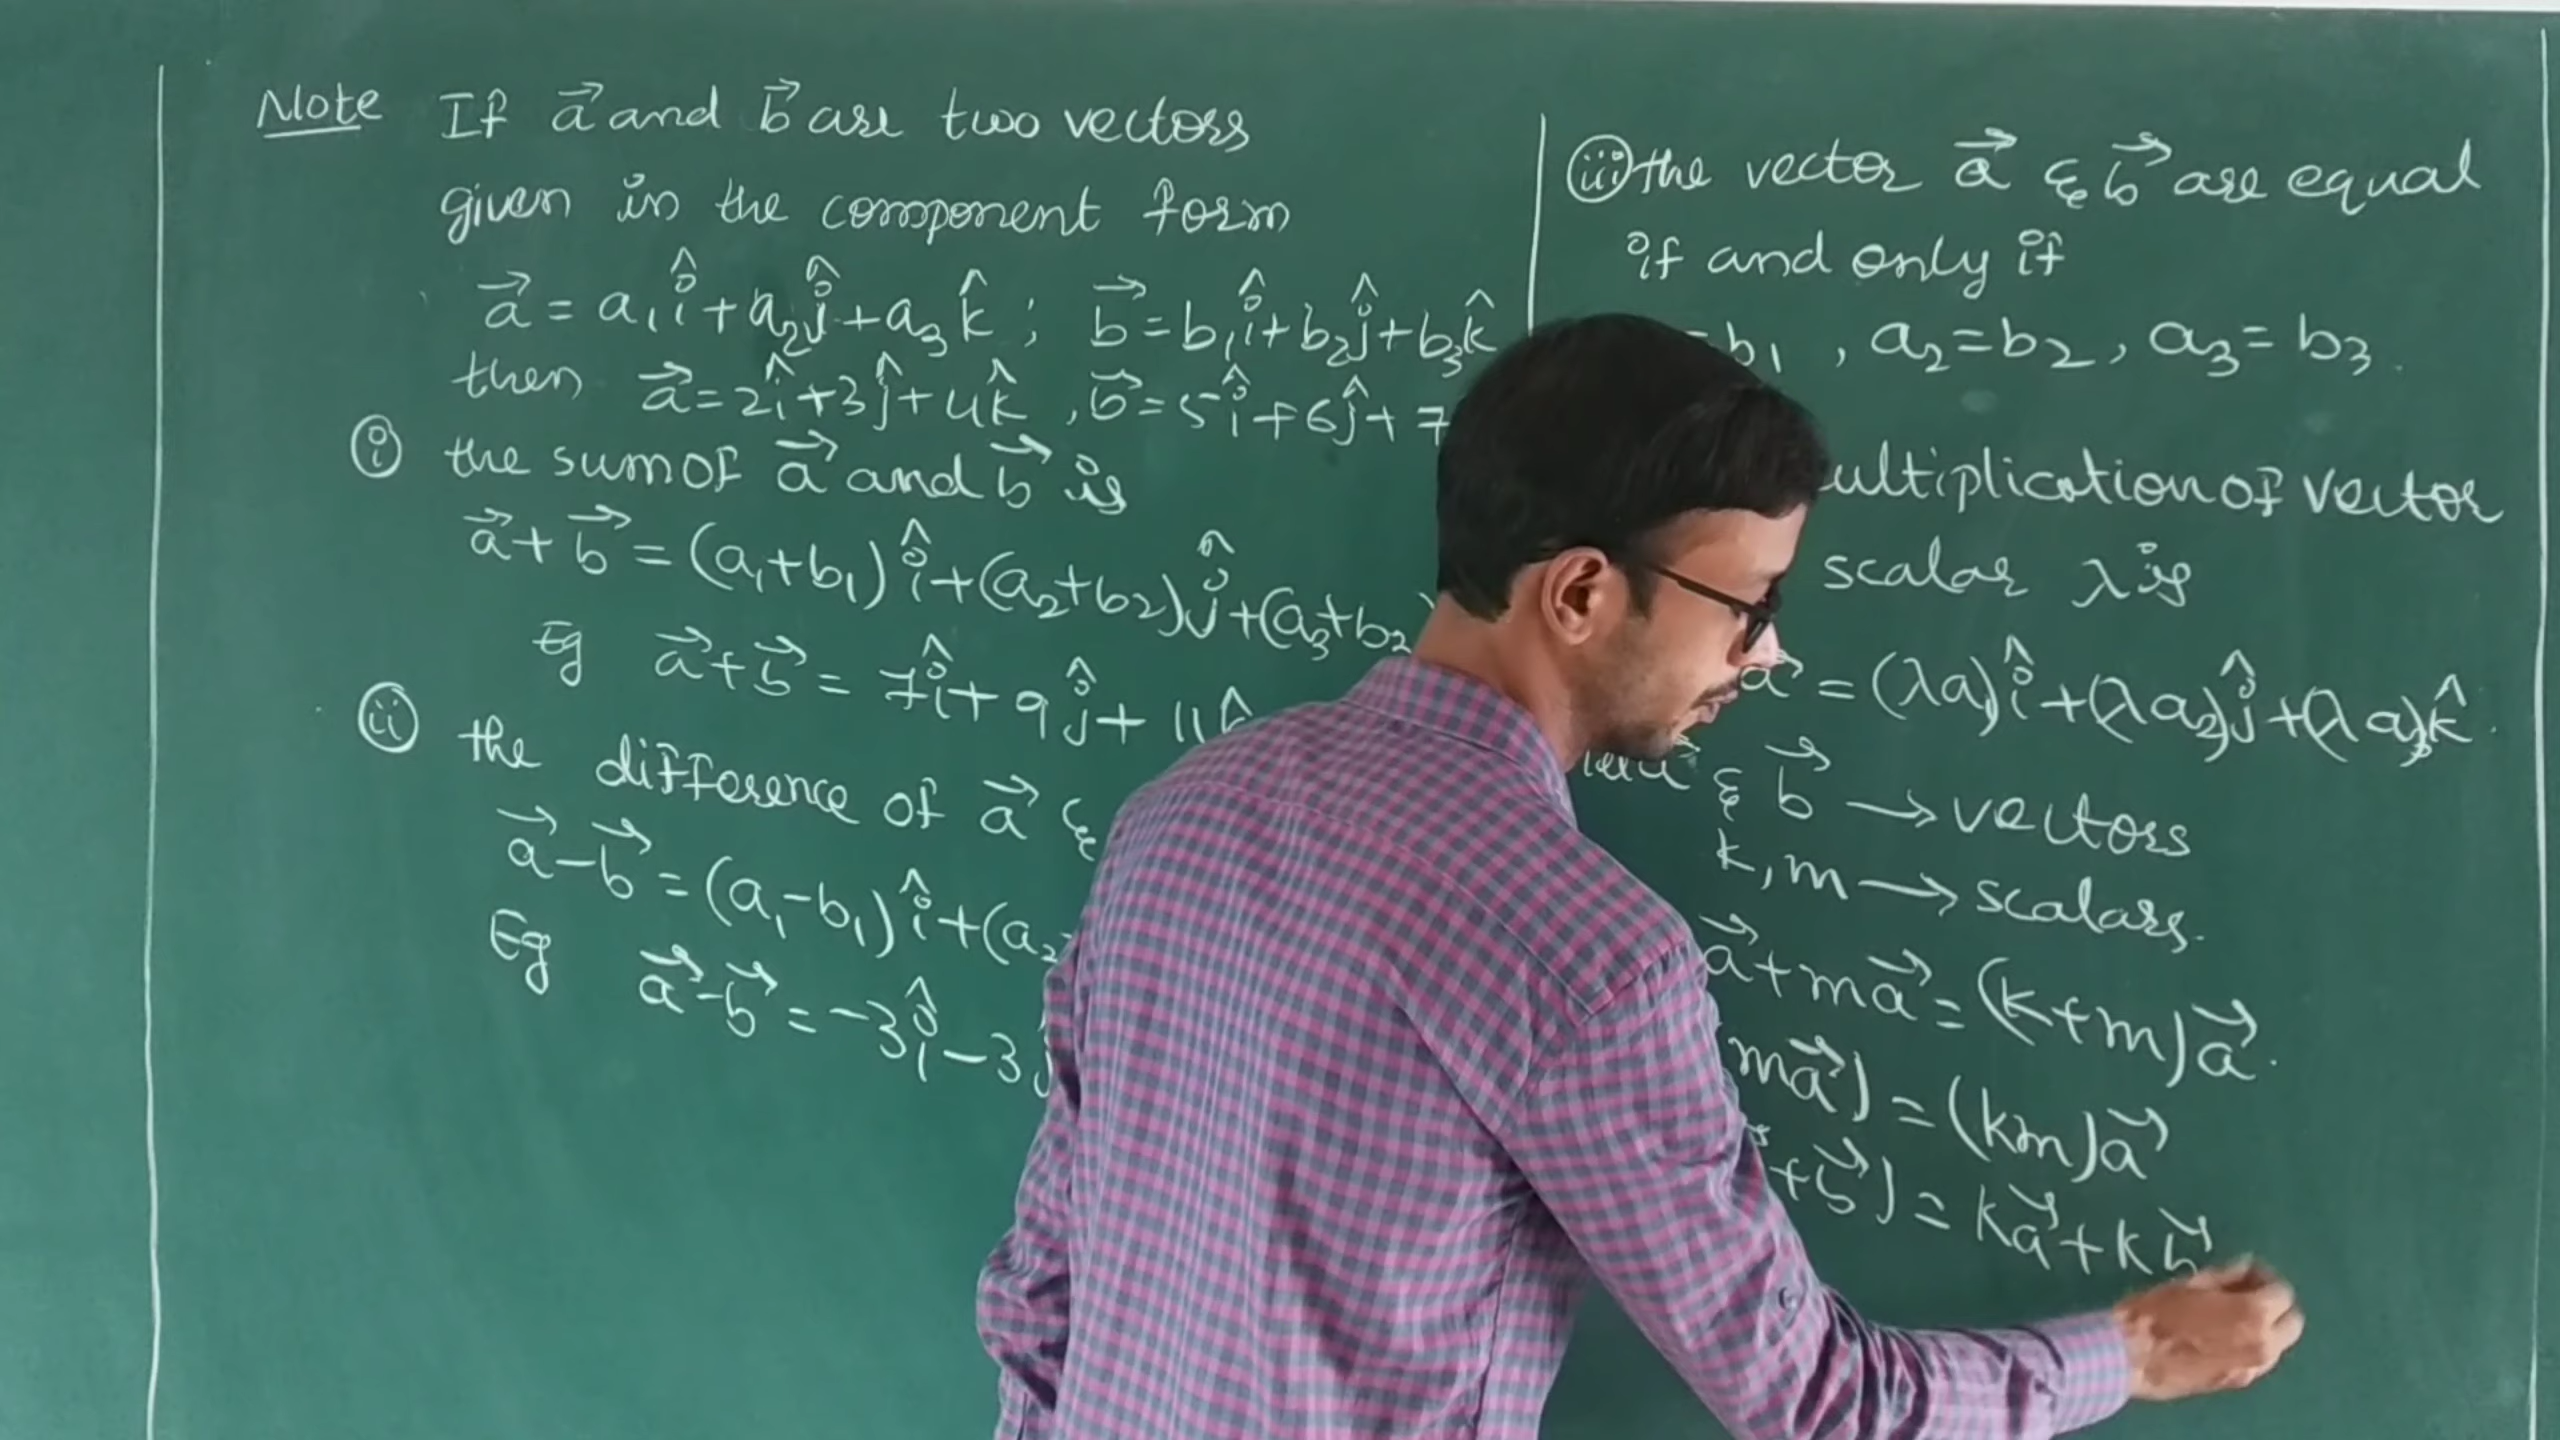 Note If a⃗ and b⃗ are two vectors
given in the component form
a⃗ = a₁î + a₂ĵ + a₃k̂ ; b⃗ = b₁î + b₂ĵ + b₃k̂
then a⃗ = 2î + 3ĵ + 4k̂ , b⃗ = 5î + 6ĵ + 7
(i) the sum of a⃗ and b⃗ is
a⃗ + b⃗ = (a₁+b₁)î + (a₂+b₂)ĵ + (a₃+b
Eg a⃗ + b⃗ = 7î + 9ĵ + 11k̂
(ii) the difference of a⃗ &
a⃗ - b⃗ = (a₁-b₁)î + (a₂
Eg a⃗ - b⃗ = -3î - 3ĵ
(iii) the vector a⃗ & b⃗ are equal
if and only if
= b₁ , a₂ = b₂, a₃ = b₃.
ultiplication of vector
scalar λ is
a⃗ = (λa₁)î + (λa₂)ĵ + (λa₃)k̂.
& b⃗ → vectors
k, m → scalars.
a⃗ + ma⃗ = (k+m)a⃗.
ma⃗) = (km)a⃗
+ b⃗) = ka⃗ + kb⃗